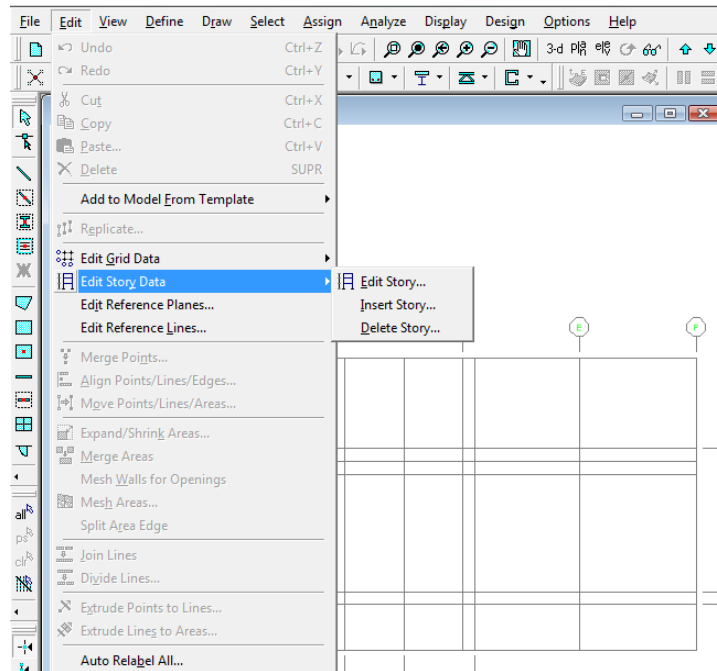 File Edit View Define Draw Select Assign Analyze Display Design Options Help
Undo Ctrl+Z
Redo Ctrl+Y
3-d
Cut Ctrl+X
Copy Ctrl+C
Paste... Ctrl+V
Delete SUPR
Add to Model From Template
Replicate...
Edit Grid Data
Edit Story Data
Edit Story...
Edit Reference Planes...
Insert Story...
Edit Reference Lines...
Delete Story...
E
F
Merge Points...
Align Points/Lines/Edges...
Move Points/Lines/Areas...
Expand/Shrink Areas...
Merge Areas
Mesh Walls for Openings
Mesh Areas...
Split Area Edge
all
ps
clr
Join Lines
Divide Lines...
Extrude Points to Lines...
Extrude Lines to Areas...
Auto Relabel All...